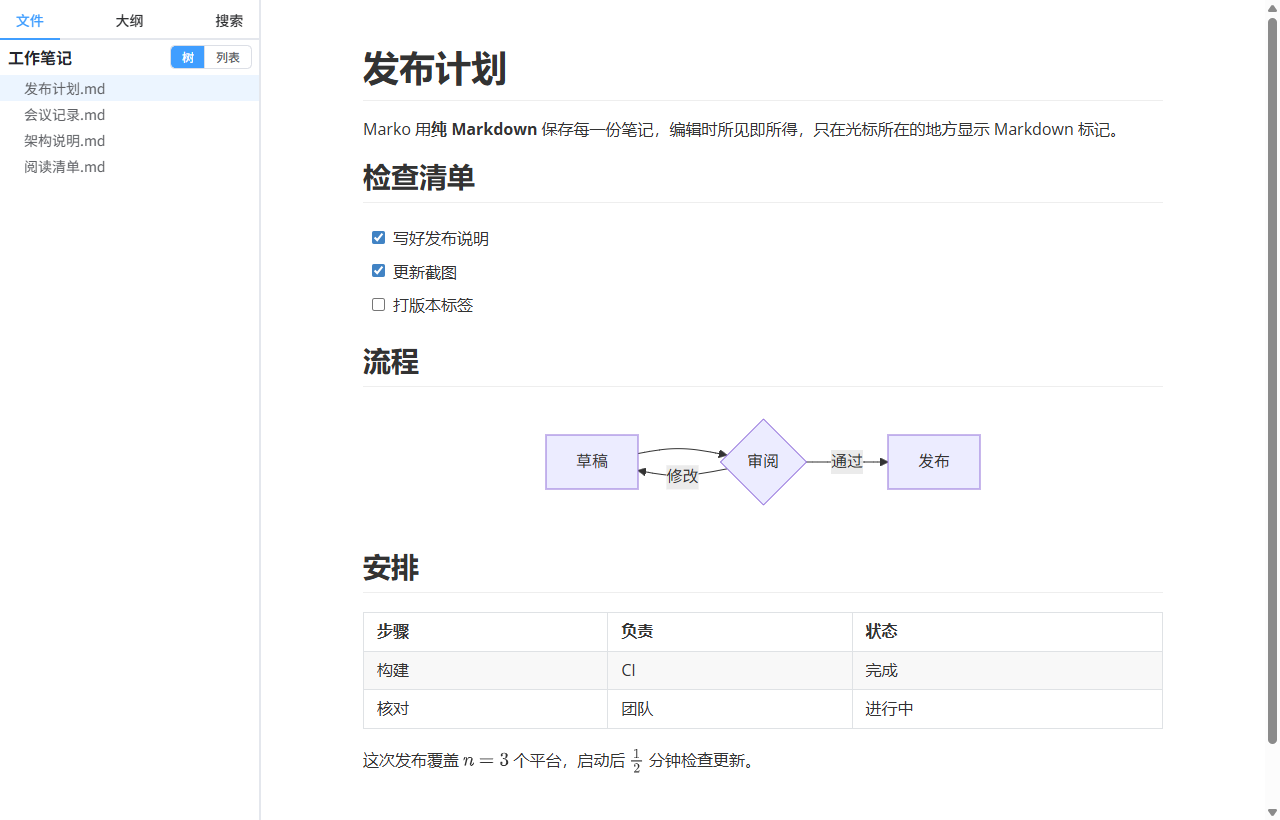 文件 大纲 搜索
工作笔记 树 列表
发布计划.md
会议记录.md
架构说明.md
阅读清单.md
发布计划
Marko 用纯 Markdown 保存每一份笔记，编辑时所见即所得，只在光标所在的地方显示 Markdown 标记。
检查清单
写好发布说明
更新截图
打版本标签
流程
草稿 修改 审阅 通过 发布
安排
步骤 负责 状态
构建 CI 完成
核对 团队 进行中
这次发布覆盖 n = 3 个平台，启动后 1/2 分钟检查更新。